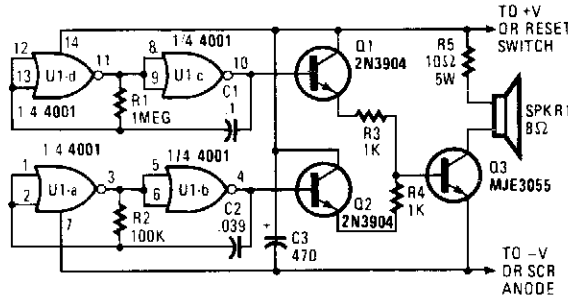 TO +V
OR RESET
SWITCH
14
12
13
11
U1-d
1 4 4001
R1
1MEG
1/4 4001
8
9
10
U1-c
C1
.1
Q1
2N3904
R3
1K
R5
10Ω
5W
SPKR1
8Ω
1 4 4001
1
2
3
U1-a
7
R2
100K
1/4 4001
5
6
4
U1-b
C2
.039
Q2
2N3904
R4
1K
Q3
MJE3055
+
C3
470
TO −V
OR SCR
ANODE